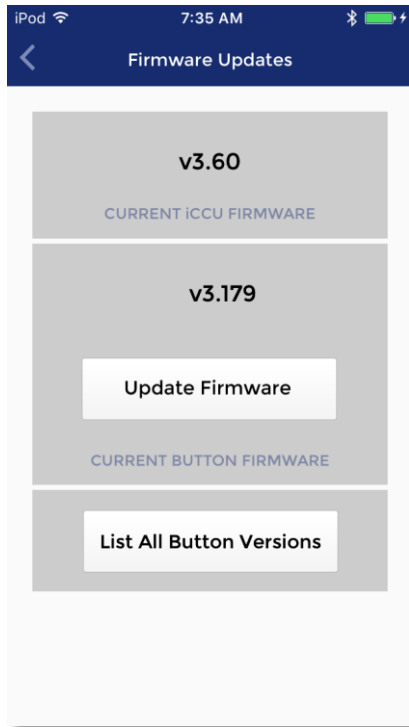 iPod 7:35 AM
Firmware Updates
v3.60
CURRENT iCCU FIRMWARE
v3.179
Update Firmware
CURRENT BUTTON FIRMWARE
List All Button Versions